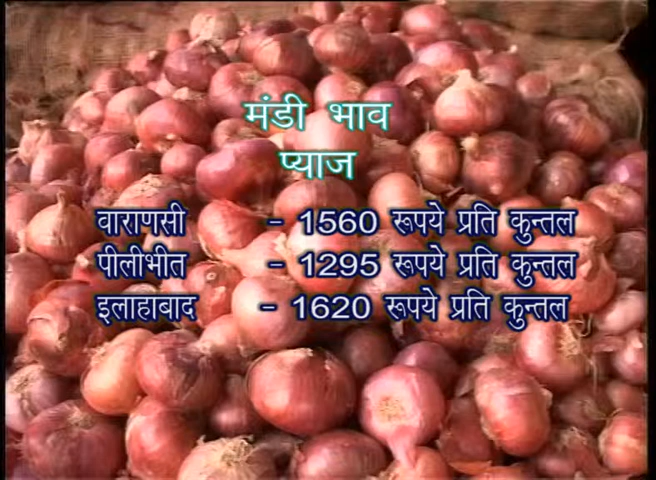 मंडी भाव
प्याज
वाराणसी - 1560 रूपये प्रति कुन्तल
पीलीभीत - 1295 रूपये प्रति कुन्तल
इलाहाबाद - 1620 रूपये प्रति कुन्तल